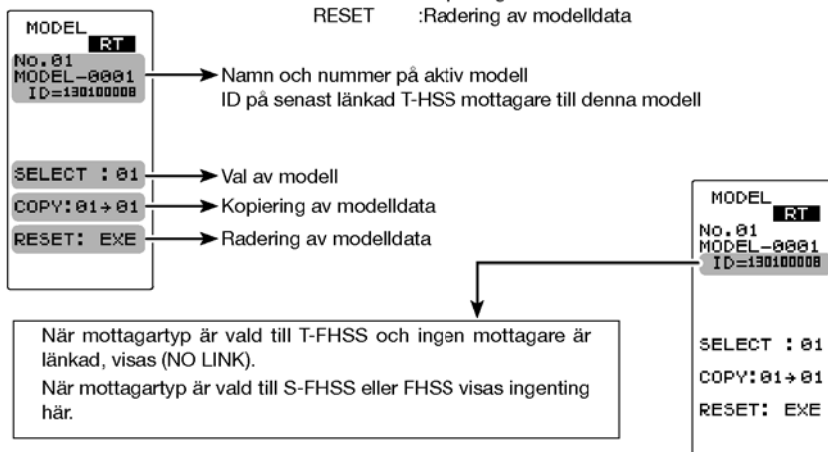 RESET :Radering av modelldata
MODEL
RT
No.01
MODEL-0001
ID=130100008
Namn och nummer på aktiv modell
ID på senast länkad T-HSS mottagare till denna modell
SELECT :01
Val av modell
COPY:01→01
Kopiering av modelldata
RESET: EXE
Radering av modelldata
MODEL
RT
No.01
MODEL-0001
ID=130100008
SELECT :01
COPY:01→01
RESET: EXE
När mottagartyp är vald till T-FHSS och ingen mottagare är
länkad, visas (NO LINK).
När mottagartyp är vald till S-FHSS eller FHSS visas ingenting
här.